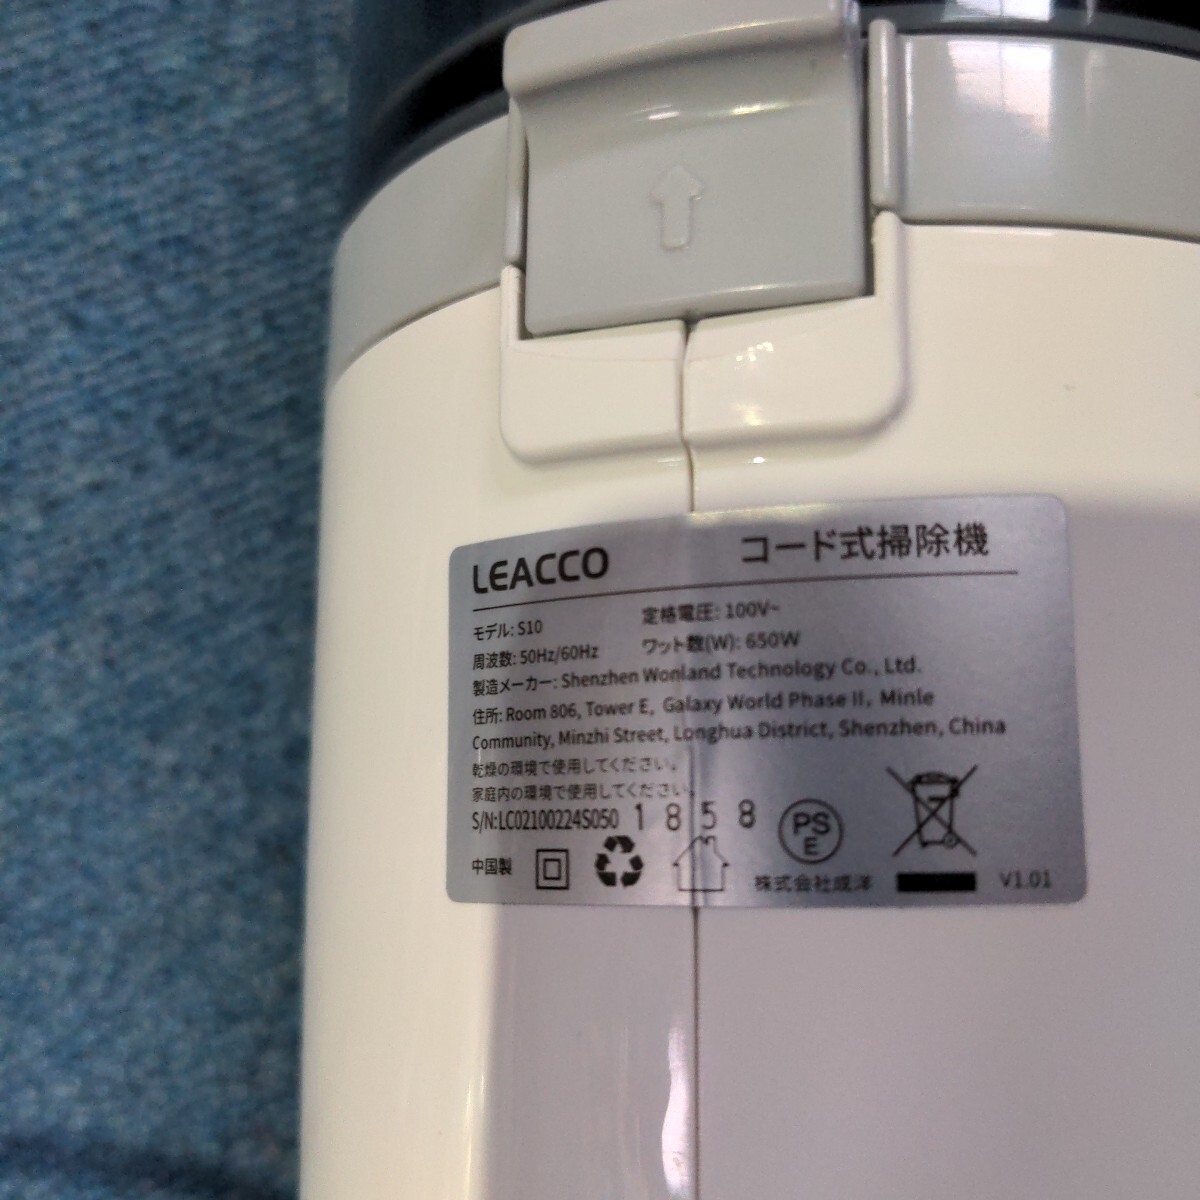 LEACCO コード式掃除機
モデル: S10 定格電圧: 100V~
周波数: 50Hz/60Hz ワット数(W): 650W
製造メーカー: Shenzhen Wonland Technology Co., Ltd.
住所: Room 806, Tower E, Galaxy World Phase II, Minle
Community, Minzhi Street, Longhua District, Shenzhen, China
乾燥の環境で使用してください。
家庭内の環境で使用してください。
S/N:LC02100224S050 1858
PS
E
中国製 株式会社成洋 V1.01